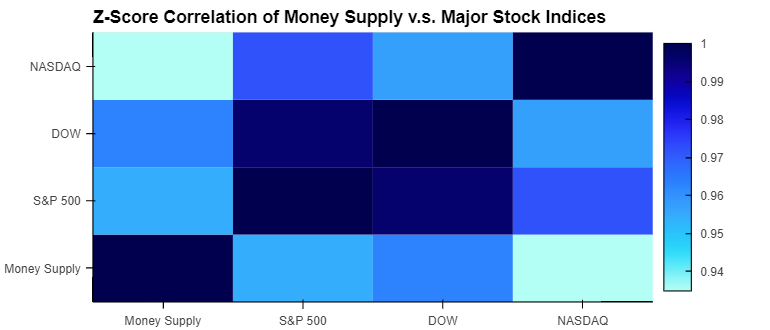 Z-Score Correlation of Money Supply v.s. Major Stock Indices
NASDAQ
DOW
S&P 500
Money Supply
Money Supply S&P 500 DOW NASDAQ
1
0.99
0.98
0.97
0.96
0.95
0.94